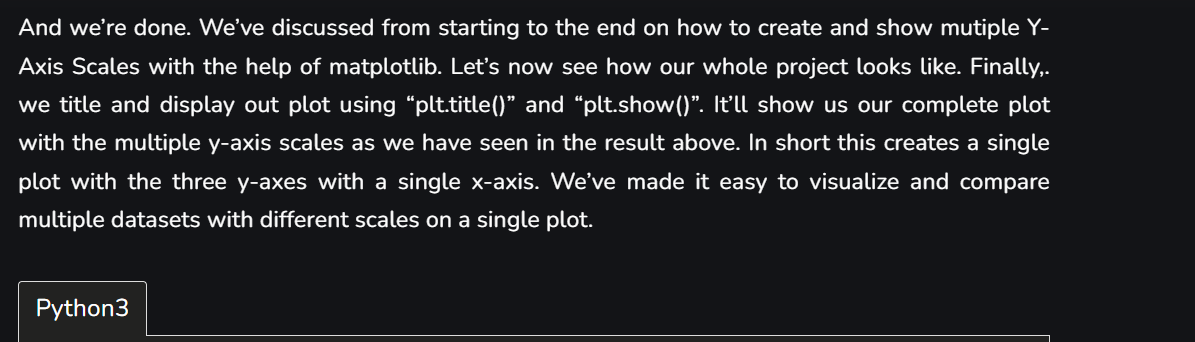 And we’re done. We’ve discussed from starting to the end on how to create and show mutiple Y-
Axis Scales with the help of matplotlib. Let’s now see how our whole project looks like. Finally,.
we title and display out plot using “plt.title()” and “plt.show()”. It’ll show us our complete plot
with the multiple y-axis scales as we have seen in the result above. In short this creates a single
plot with the three y-axes with a single x-axis. We’ve made it easy to visualize and compare
multiple datasets with different scales on a single plot.
Python3